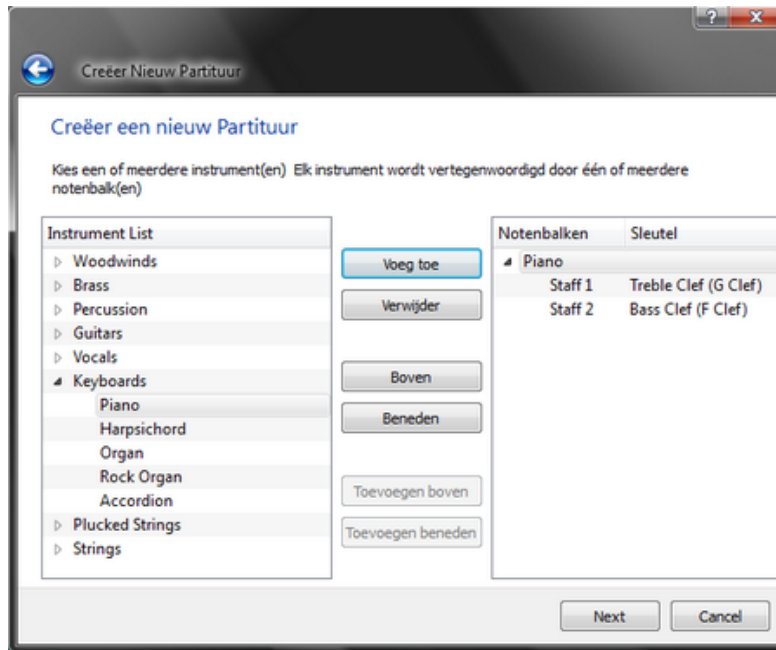 Creëer Nieuw Partituur
Creëer een nieuw Partituur
Kies een of meerdere instrument(en) Elk instrument wordt vertegenwoordigd door één of meerdere
notenbalk(en)
Instrument List
Woodwinds
Brass
Percussion
Guitars
Vocals
Keyboards
Piano
Harpsichord
Organ
Rock Organ
Accordion
Plucked Strings
Strings
Voeg toe
Verwijder
Boven
Beneden
Toevoegen boven
Toevoegen beneden
Notenbalken Sleutel
Piano
Staff 1 Treble Clef (G Clef)
Staff 2 Bass Clef (F Clef)
Next Cancel